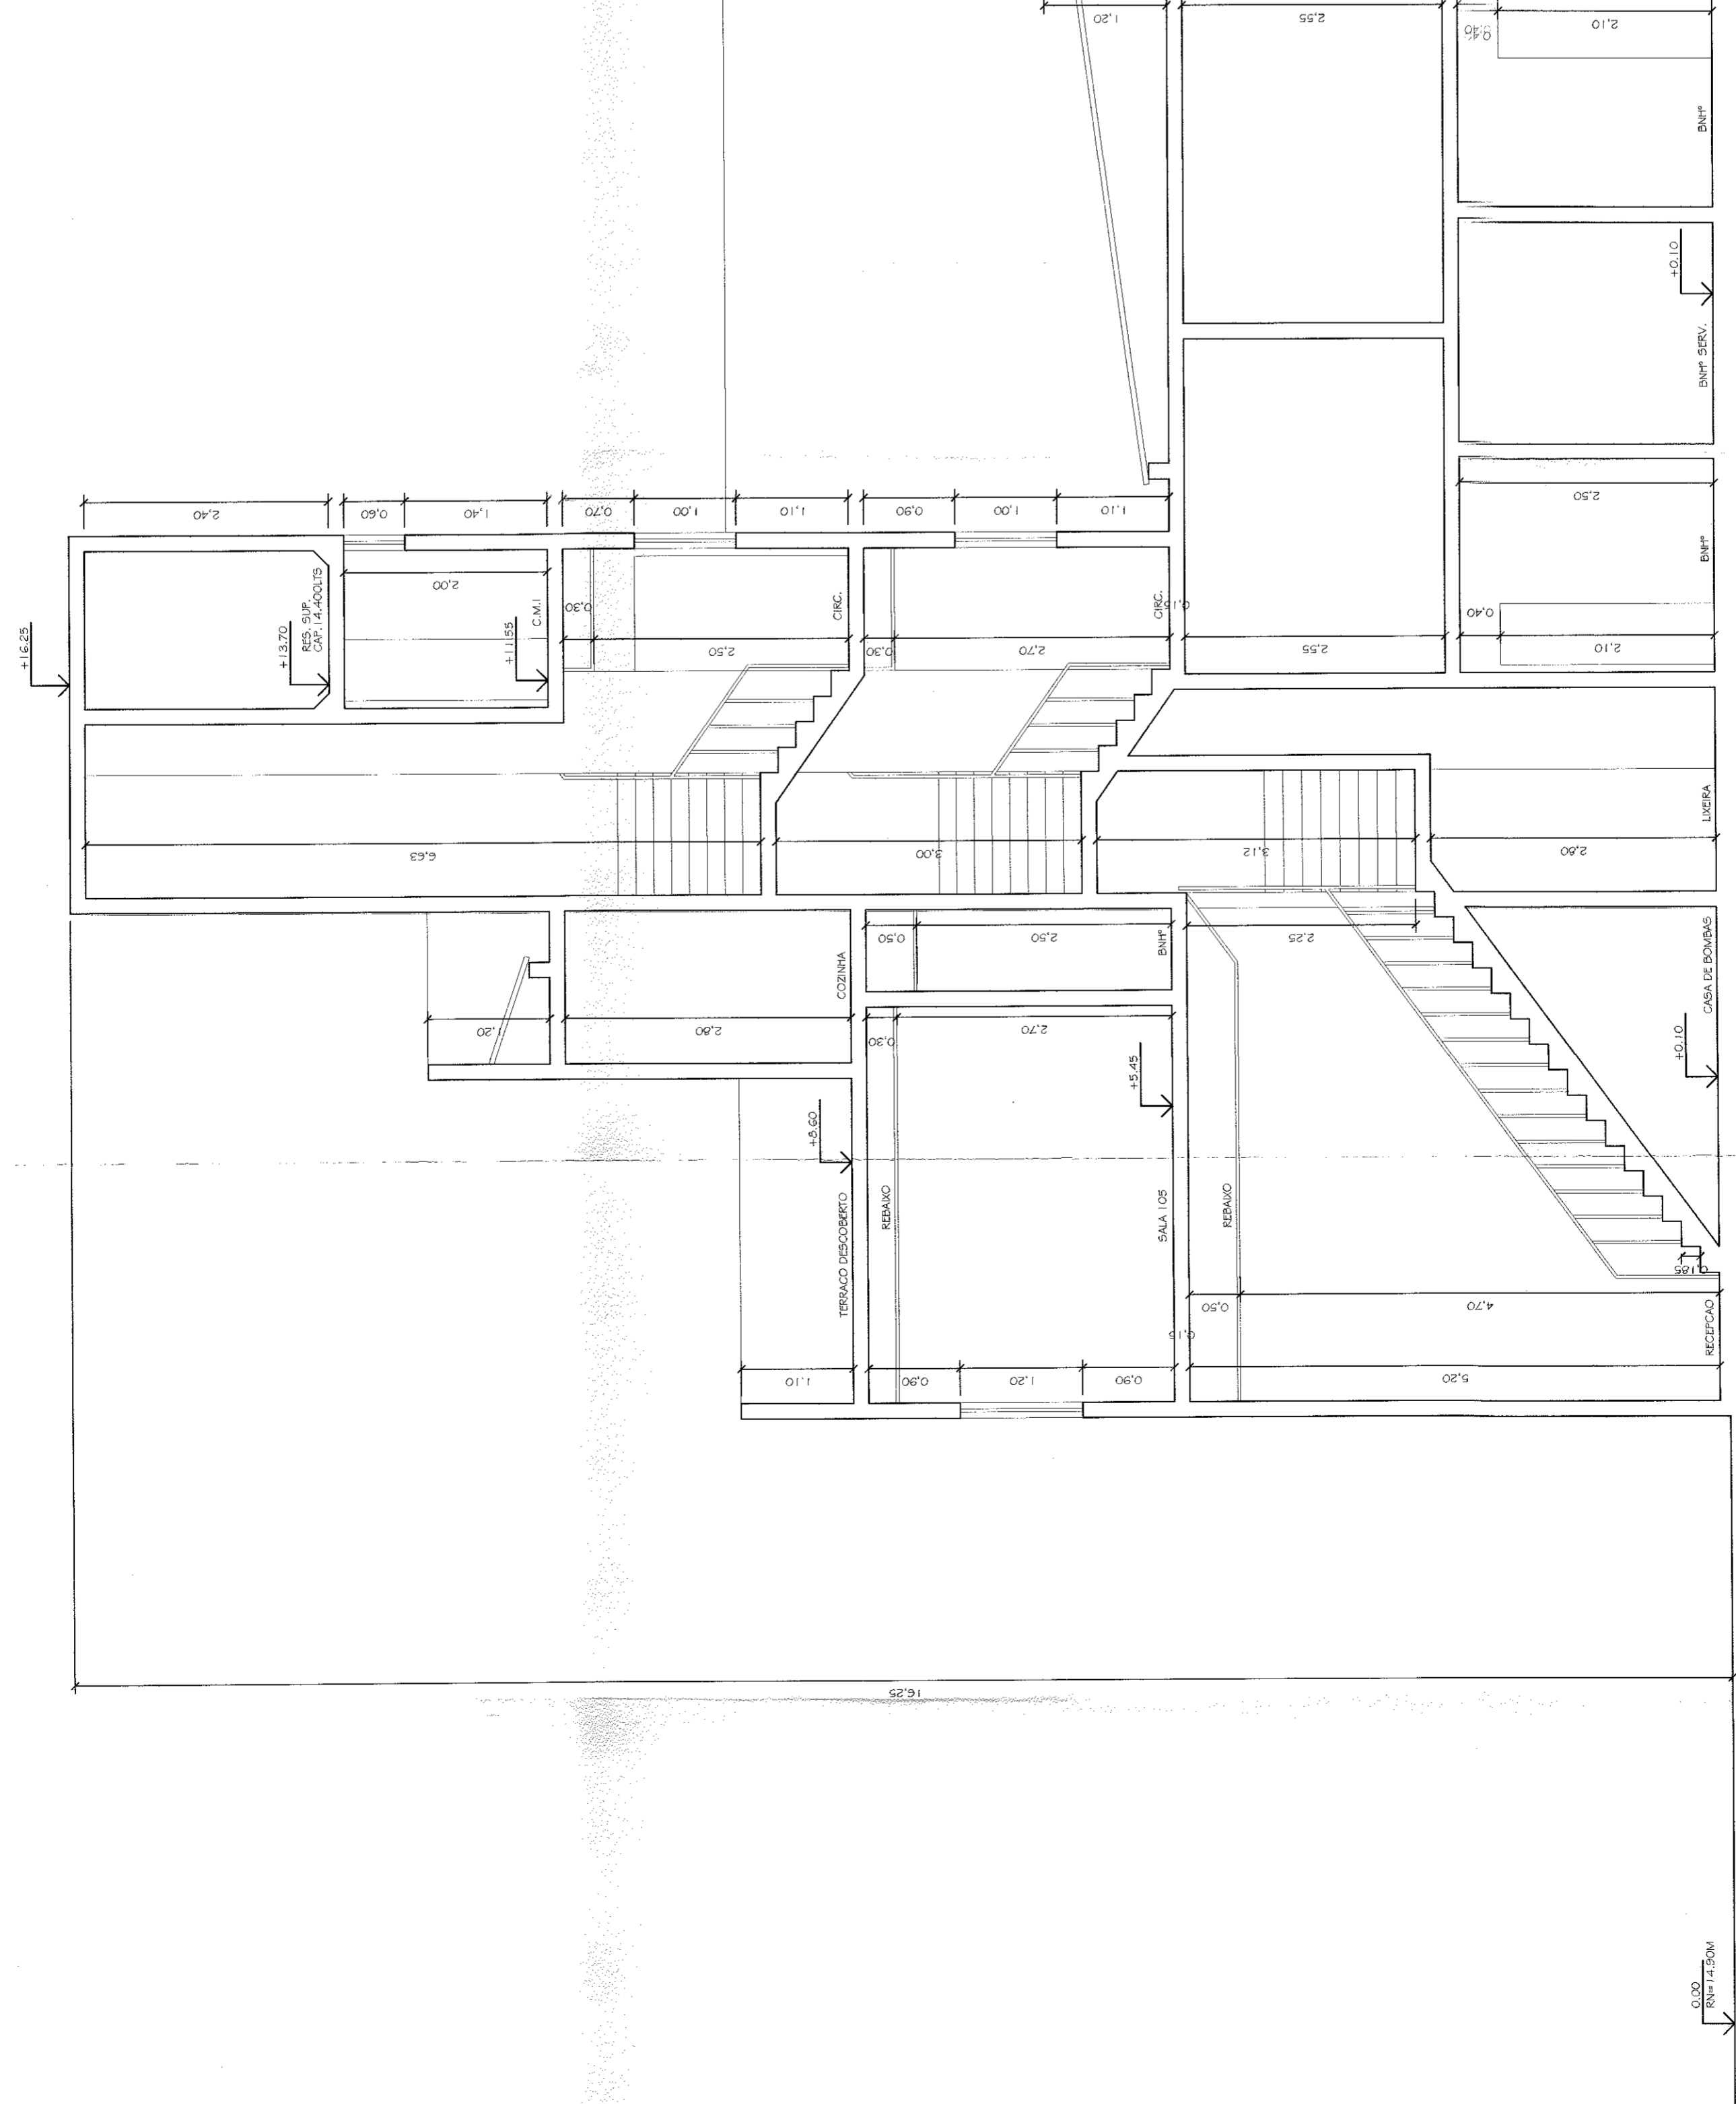 +16.25
2,40
+13.70
RES. SUP.
CAP.14.400LTS
0,60
6,63
2,00
1,40
1,20
+11.55
C.M.I
0,30
0,70
1,00
2,80
2,50
1,10
1,10
+8.60
TERRACO DESCOBERTO
COZINHA
CIRC.
REBAIXO
0,30
0,50
0,30
0,90
3,00
0,90
16,25
1,20
1,00
2,70
2,50
2,70
0,90
1,10
1,20
+5.45
SALA 105
BNHº
CIRC.
0,15
0,15
0,50
REBAIXO
3,12
2,25
2,55
2,55
5,20
4,70
0,40
0,40
2,80
2,50
2,10
2,10
+0.10
+0.10
0,185
RECEPCAO
CASA DE BOMBAS
LIXEIRA
BNHº
BNHº SERV.
BNHº
0.00
RN=14.90M